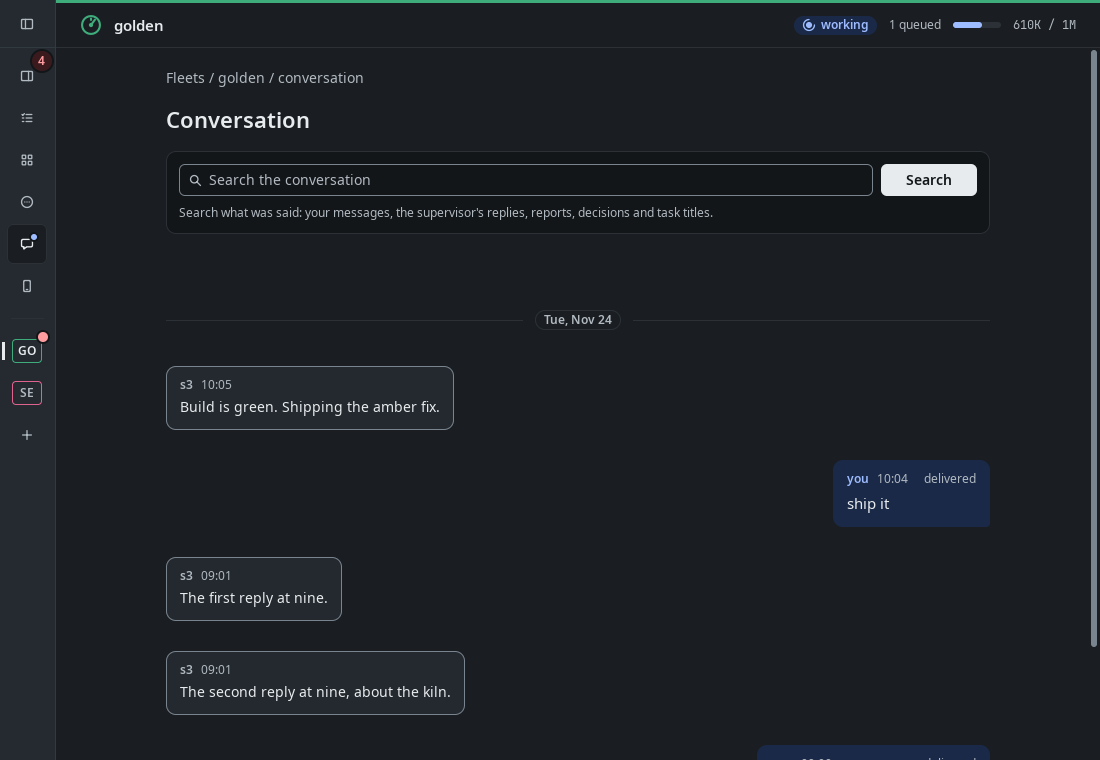 golden
working
1 queued
610K / 1M
4
Fleets / golden / conversation
Conversation
Search the conversation
Search
Search what was said: your messages, the supervisor's replies, reports, decisions and task titles.
Tue, Nov 24
s3 10:05
Build is green. Shipping the amber fix.
you 10:04 delivered
ship it
s3 09:01
The first reply at nine.
s3 09:01
The second reply at nine, about the kiln.
GO
SE